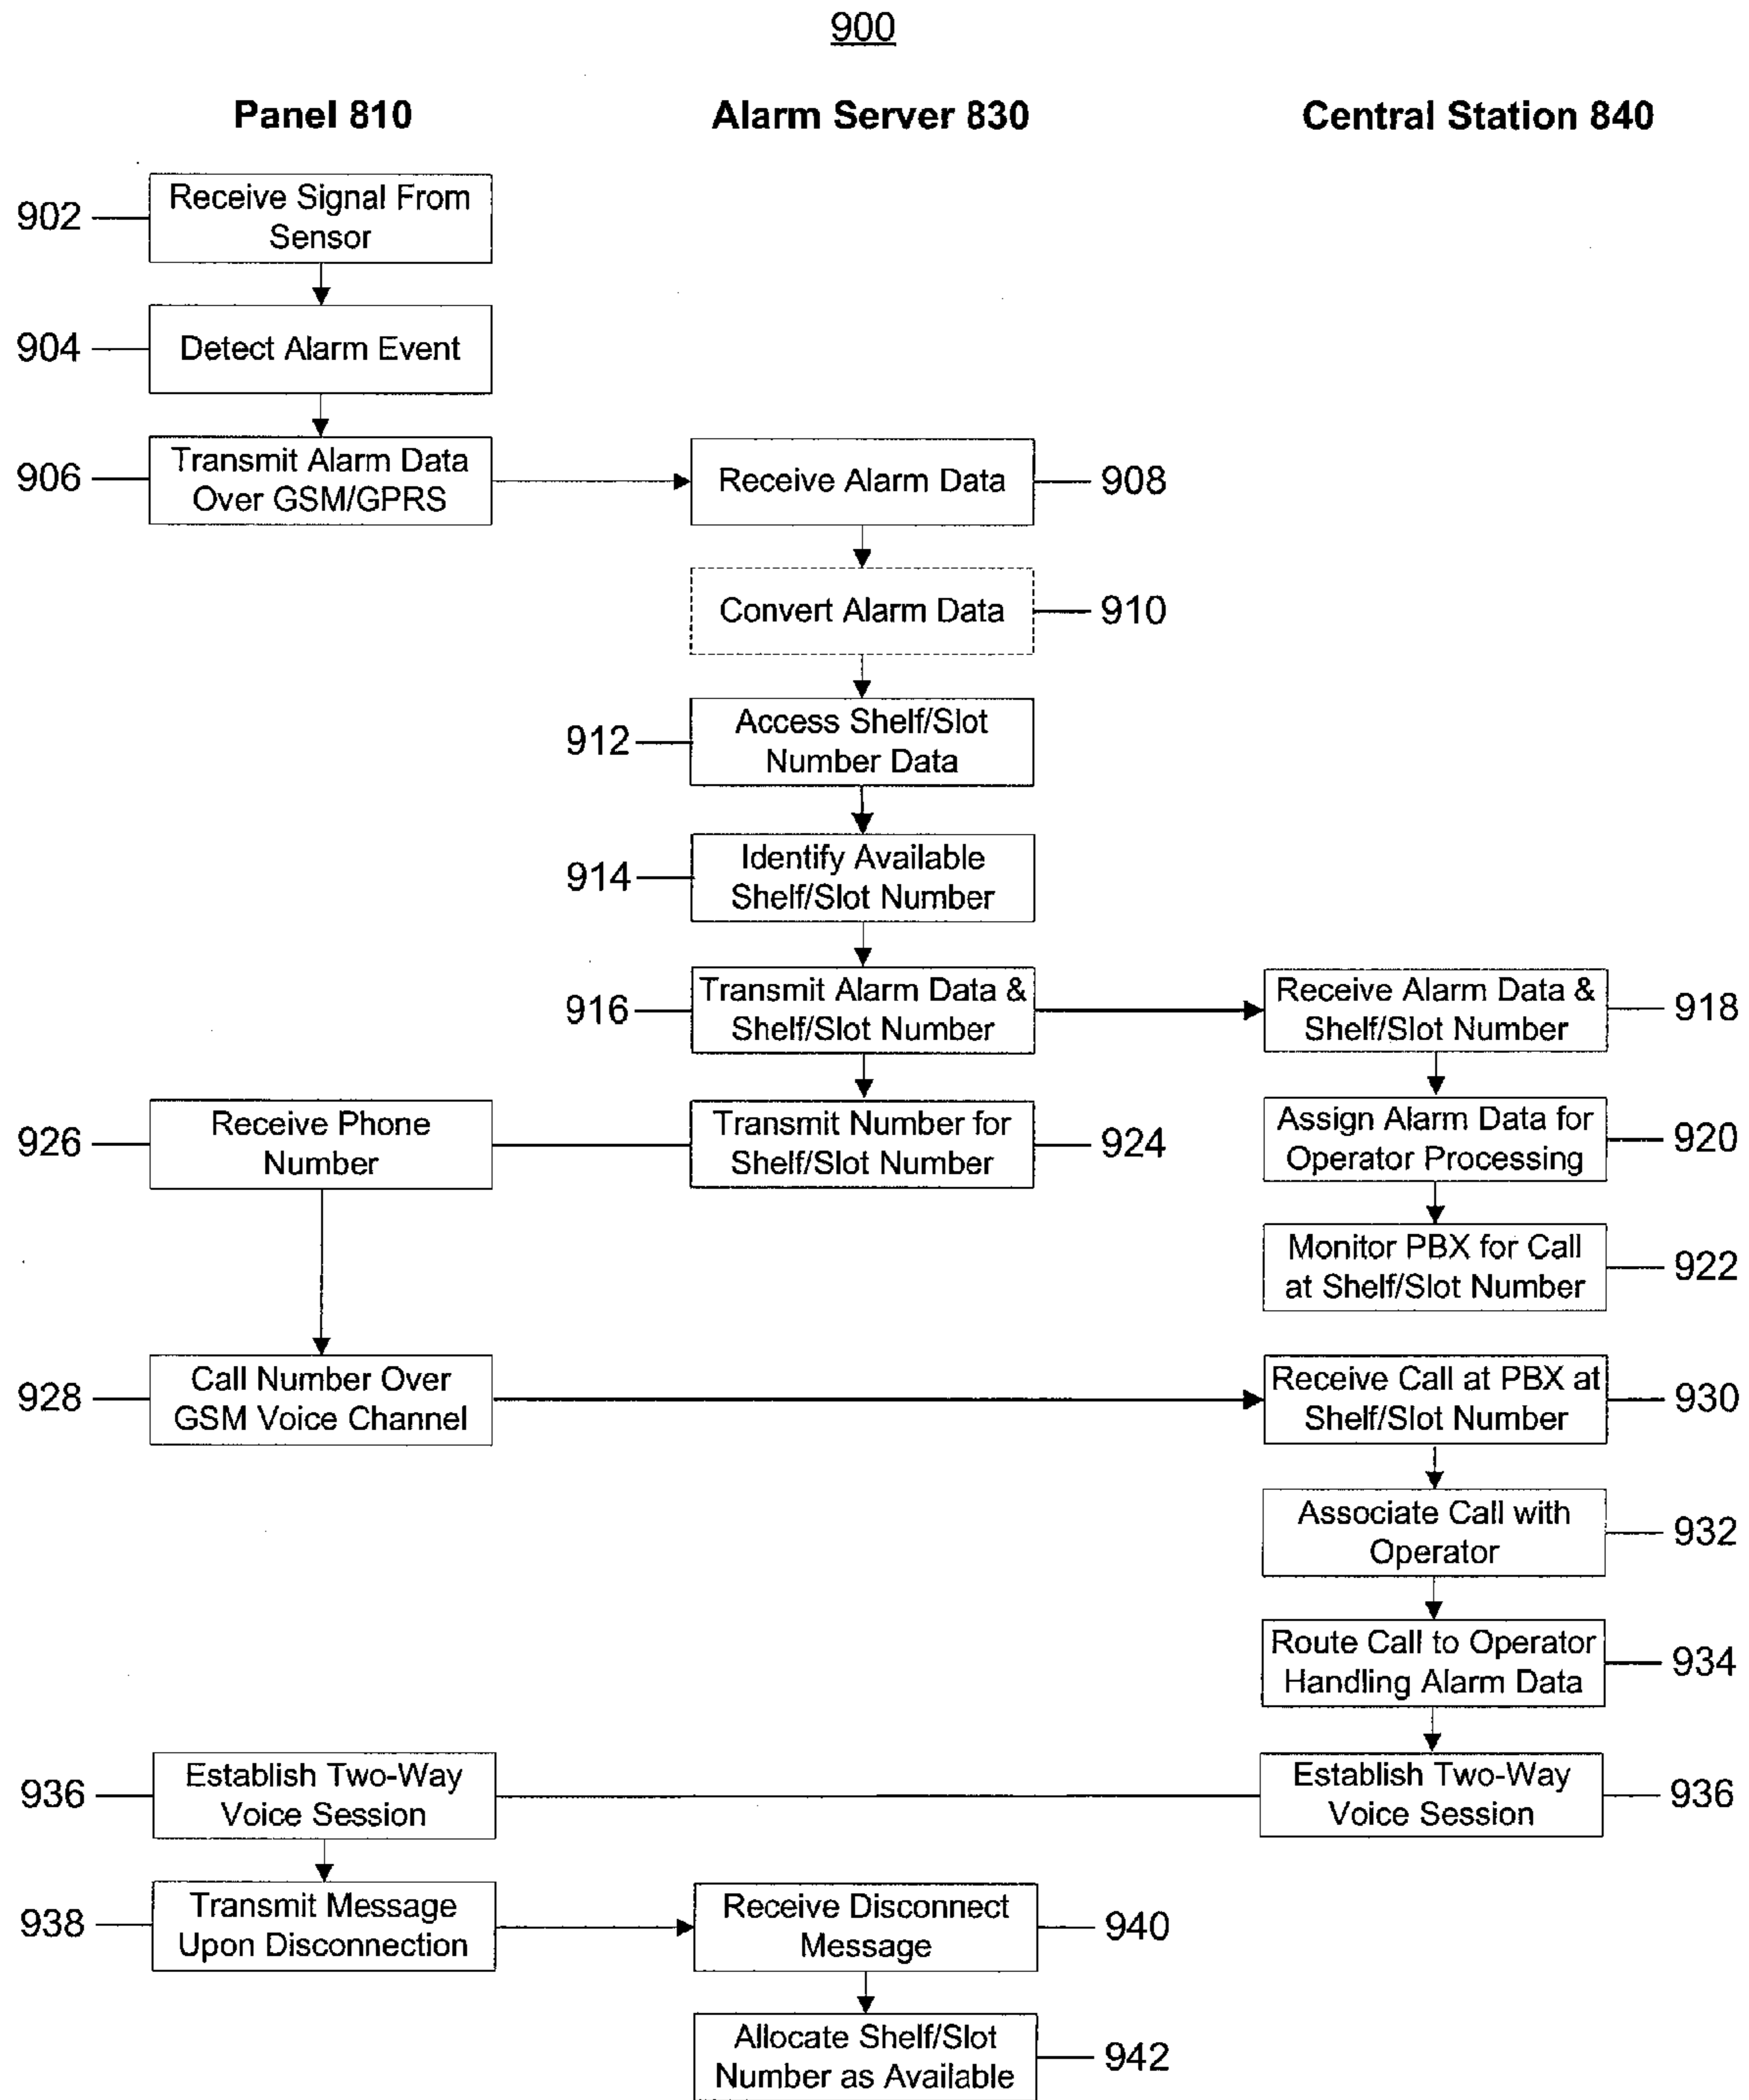 900
Panel 810
Alarm Server 830
Central Station 840
902
Receive Signal From
Sensor
904
Detect Alarm Event
906
Transmit Alarm Data
Over GSM/GPRS
Receive Alarm Data
908
Convert Alarm Data
910
912
Access Shelf/Slot
Number Data
914
Identify Available
Shelf/Slot Number
916
Transmit Alarm Data &
Shelf/Slot Number
Receive Alarm Data &
Shelf/Slot Number
918
Assign Alarm Data for
Operator Processing
920
926
Receive Phone
Number
Transmit Number for
Shelf/Slot Number
924
Monitor PBX for Call
at Shelf/Slot Number
922
928
Call Number Over
GSM Voice Channel
Receive Call at PBX at
Shelf/Slot Number
930
Associate Call with
Operator
932
Route Call to Operator
Handling Alarm Data
934
936
Establish Two-Way
Voice Session
Establish Two-Way
Voice Session
936
938
Transmit Message
Upon Disconnection
Receive Disconnect
Message
940
Allocate Shelf/Slot
Number as Available
942